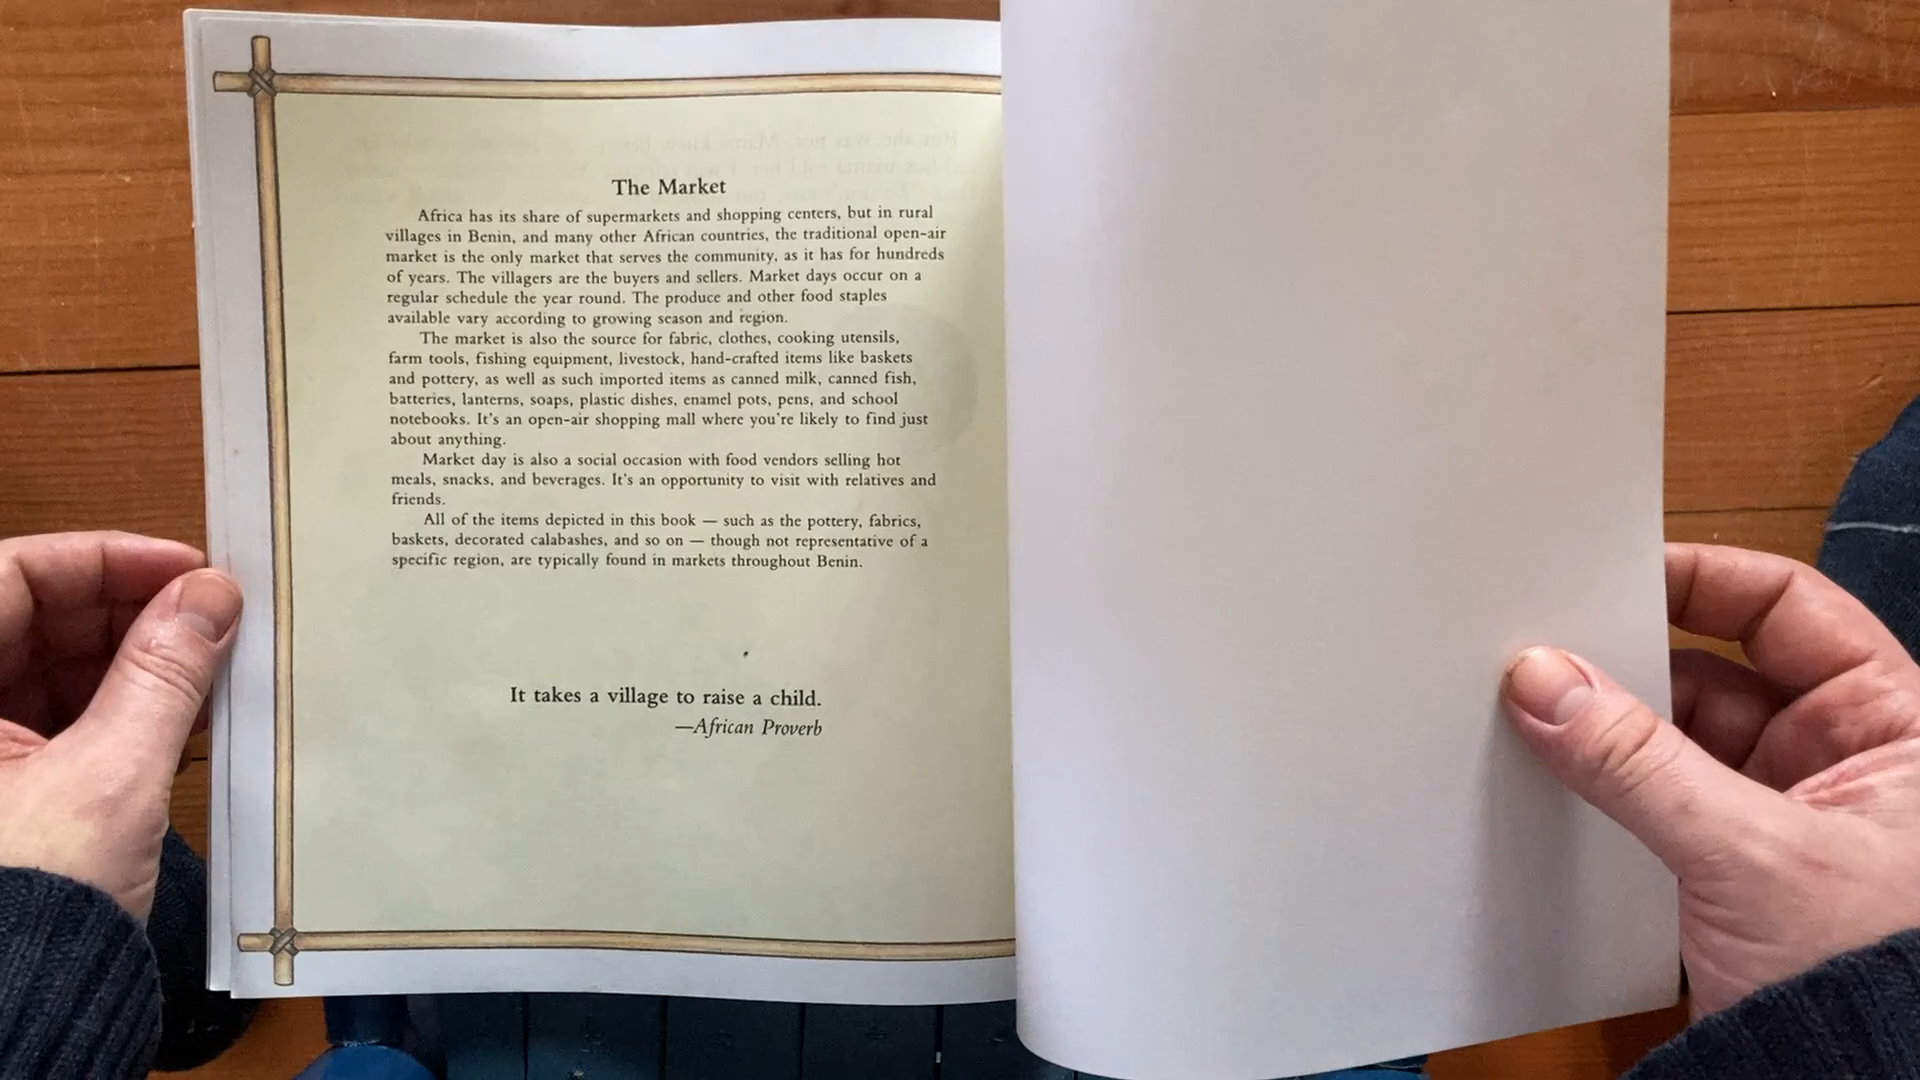 The Market
Africa has its share of supermarkets and shopping centers, but in rural
villages in Benin, and many other African countries, the traditional open-air
market is the only market that serves the community, as it has for hundreds
of years. The villagers are the buyers and sellers. Market days occur on a
regular schedule the year round. The produce and other food staples
available vary according to growing season and region.
The market is also the source for fabric, clothes, cooking utensils,
farm tools, fishing equipment, livestock, hand-crafted items like baskets
and pottery, as well as such imported items as canned milk, canned fish,
batteries, lanterns, soaps, plastic dishes, enamel pots, pens, and school
notebooks. It's an open-air shopping mall where you're likely to find just
about anything.
Market day is also a social occasion with food vendors selling hot
meals, snacks, and beverages. It's an opportunity to visit with relatives and
friends.
All of the items depicted in this book — such as the pottery, fabrics,
baskets, decorated calabashes, and so on — though not representative of a
specific region, are typically found in markets throughout Benin.
It takes a village to raise a child.
—African Proverb